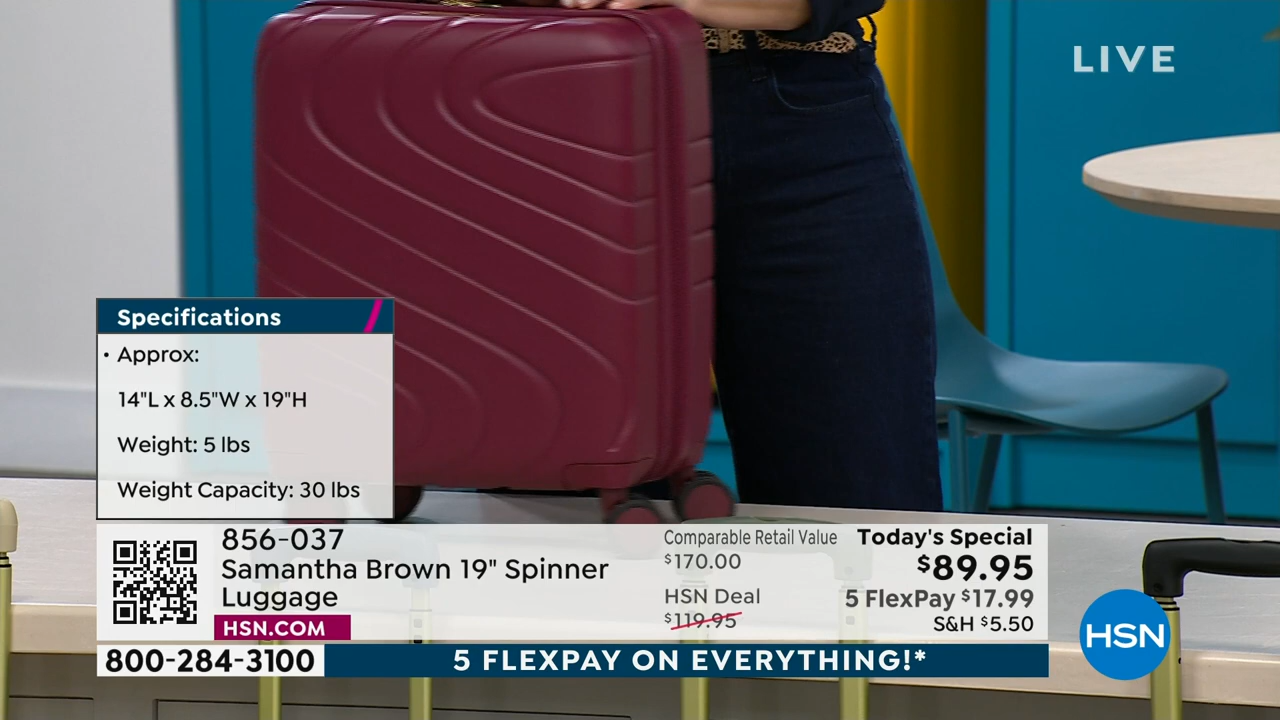 LIVE
Specifications
• Approx:
14"L x 8.5"W x 19"H
Weight: 5 lbs
Weight Capacity: 30 lbs
856-037
Samantha Brown 19" Spinner
Luggage
HSN.COM
Comparable Retail Value
$170.00
HSN Deal
$119.95
Today's Special
$89.95
5 FlexPay $17.99
S&H $5.50
HSN
800-284-3100
5 FLEXPAY ON EVERYTHING!*